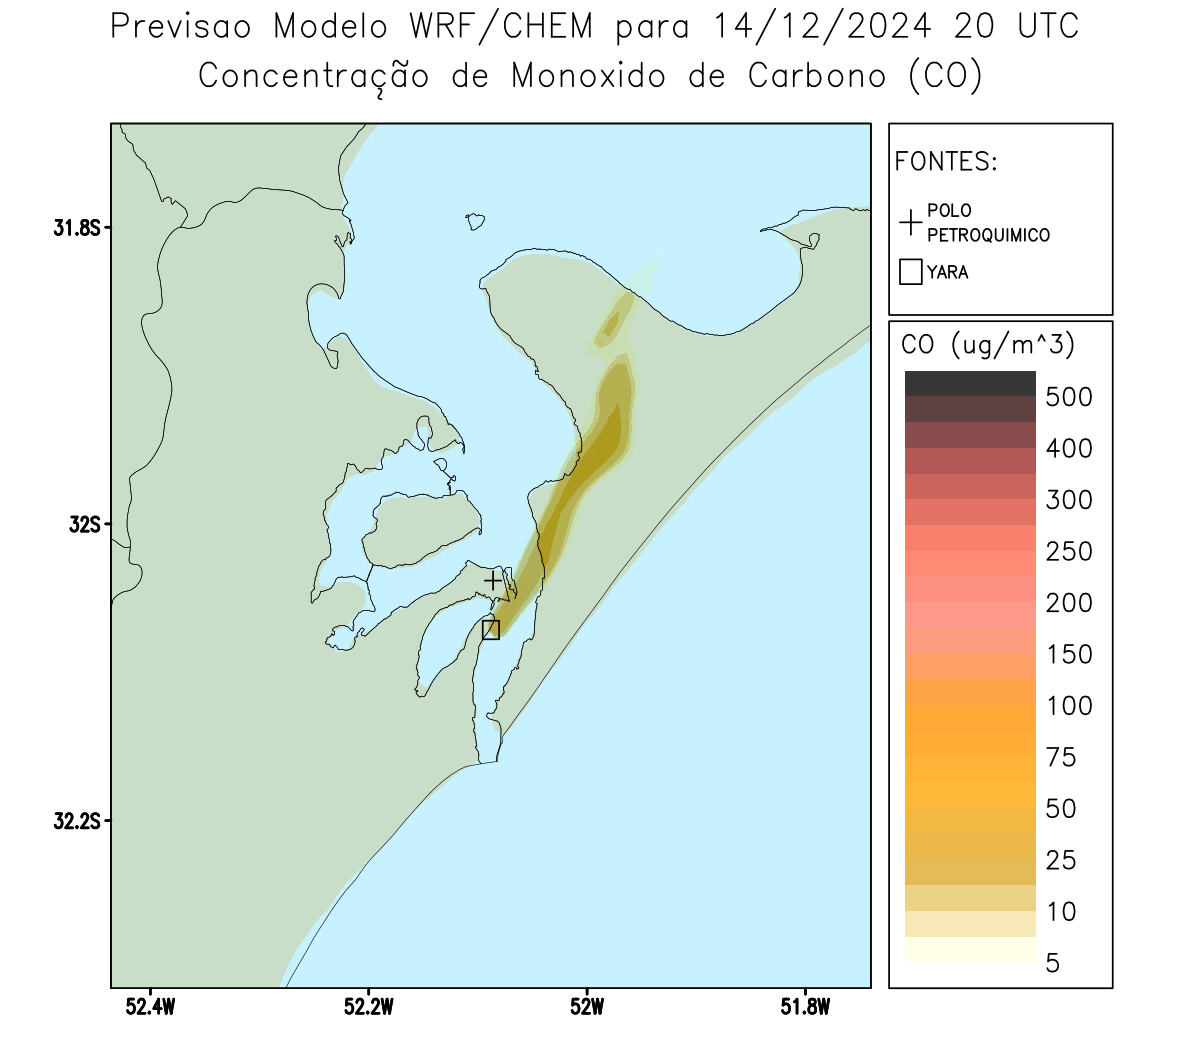 Previsao Modelo WRF/CHEM para 14/12/2024 20 UTC
Concentração de Monoxido de Carbono (CO)
FONTES:
POLO
PETROQUIMICO
YARA
CO (ug/m^3)
500
400
300
250
200
150
100
75
50
25
10
5
31.8S
32S
32.2S
52.4W
52.2W
52W
51.8W